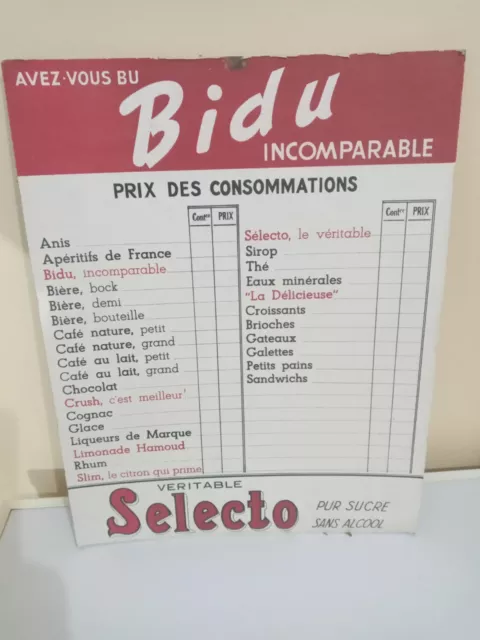 AVEZ-VOUS BU
Bidu
INCOMPARABLE
PRIX DES CONSOMMATIONS
Contce PRIX
Anis
Apéritifs de France
Bidu, incomparable
Bière, bock
Bière, demi
Bière, bouteille
Café nature, petit
Café nature, grand
Café au lait, petit
Café au lait, grand
Chocolat
Crush, c'est meilleur!
Cognac
Glace
Liqueurs de Marque
Limonade Hamoud
Rhum
Slim, le citron qui prime
Contce PRIX
Sélecto, le véritable
Sirop
Thé
Eaux minérales
"La Délicieuse"
Croissants
Brioches
Gateaux
Galettes
Petits pains
Sandwichs
VERITABLE
Selecto
PUR SUCRE
SANS ALCOOL